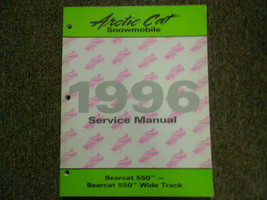 Arctic Cat
Snowmobile
1996
Service Manual
Bearcat 550™
Bearcat 550™ Wide Track